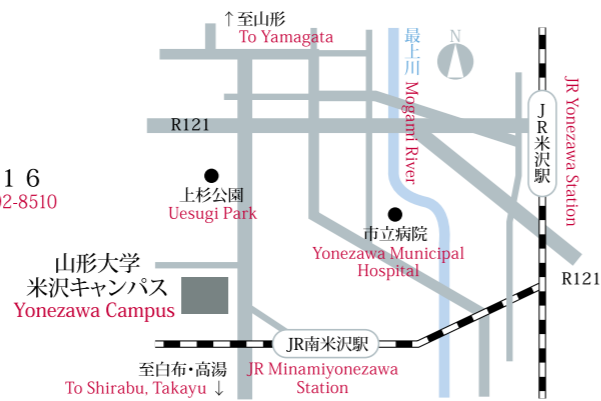 ↑至山形
To Yamagata
最上川
Mogami River
N
R121
JR米沢駅
JR Yonezawa Station
16
02-8510
上杉公園
Uesugi Park
市立病院
Yonezawa Municipal
Hospital
R121
山形大学
米沢キャンパス
Yonezawa Campus
JR南米沢駅
JR Minamiyonezawa
Station
至白布・高湯
To Shirabu, Takayu ↓